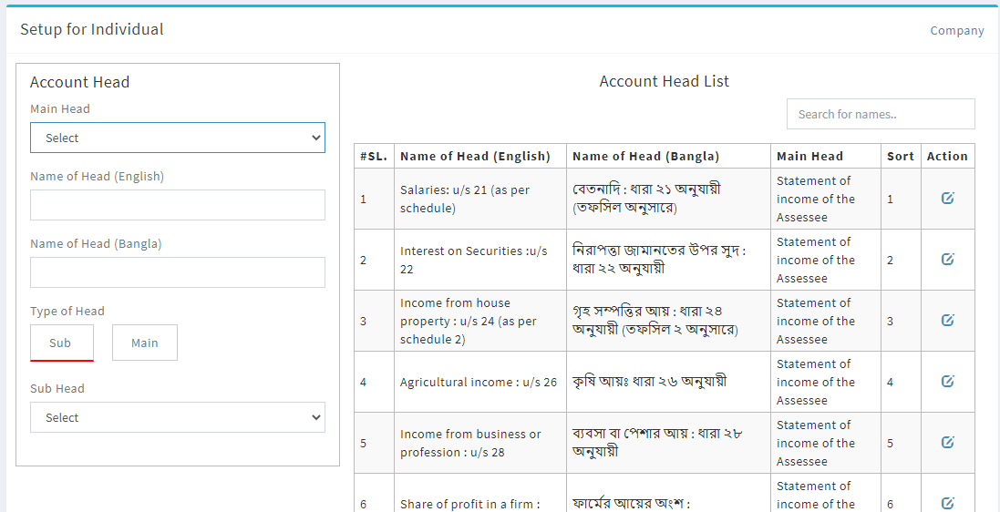 Setup for Individual
Company
Account Head
Main Head
Select
Name of Head (English)
Name of Head (Bangla)
Type of Head
Sub Main
Sub Head
Select
Account Head List
Search for names..
#SL. Name of Head (English) Name of Head (Bangla) Main Head Sort Action
1
Salaries: u/s 21 (as per
schedule)
বেতনাদি : ধারা ২১ অনুযায়ী
(তফসিল অনুসারে)
Statement of
income of the
Assessee
1
2
Interest on Securities :u/s
22
নিরাপত্তা জামানতের উপর সুদ :
ধারা ২২ অনুযায়ী
Statement of
income of the
Assessee
2
3
Income from house
property : u/s 24 (as per
schedule 2)
গৃহ সম্পত্তির আয় : ধারা ২৪
অনুযায়ী (তফসিল ২ অনুসারে)
Statement of
income of the
Assessee
3
4
Agricultural income : u/s 26
কৃষি আয়ঃ ধারা ২৬ অনুযায়ী
Statement of
income of the
Assessee
4
5
Income from business or
profession : u/s 28
ব্যবসা বা পেশার আয় : ধারা ২৮
অনুযায়ী
Statement of
income of the
Assessee
5
6
Share of profit in a firm :
ফার্মের আয়ের অংশ :
Statement of
income of the
6